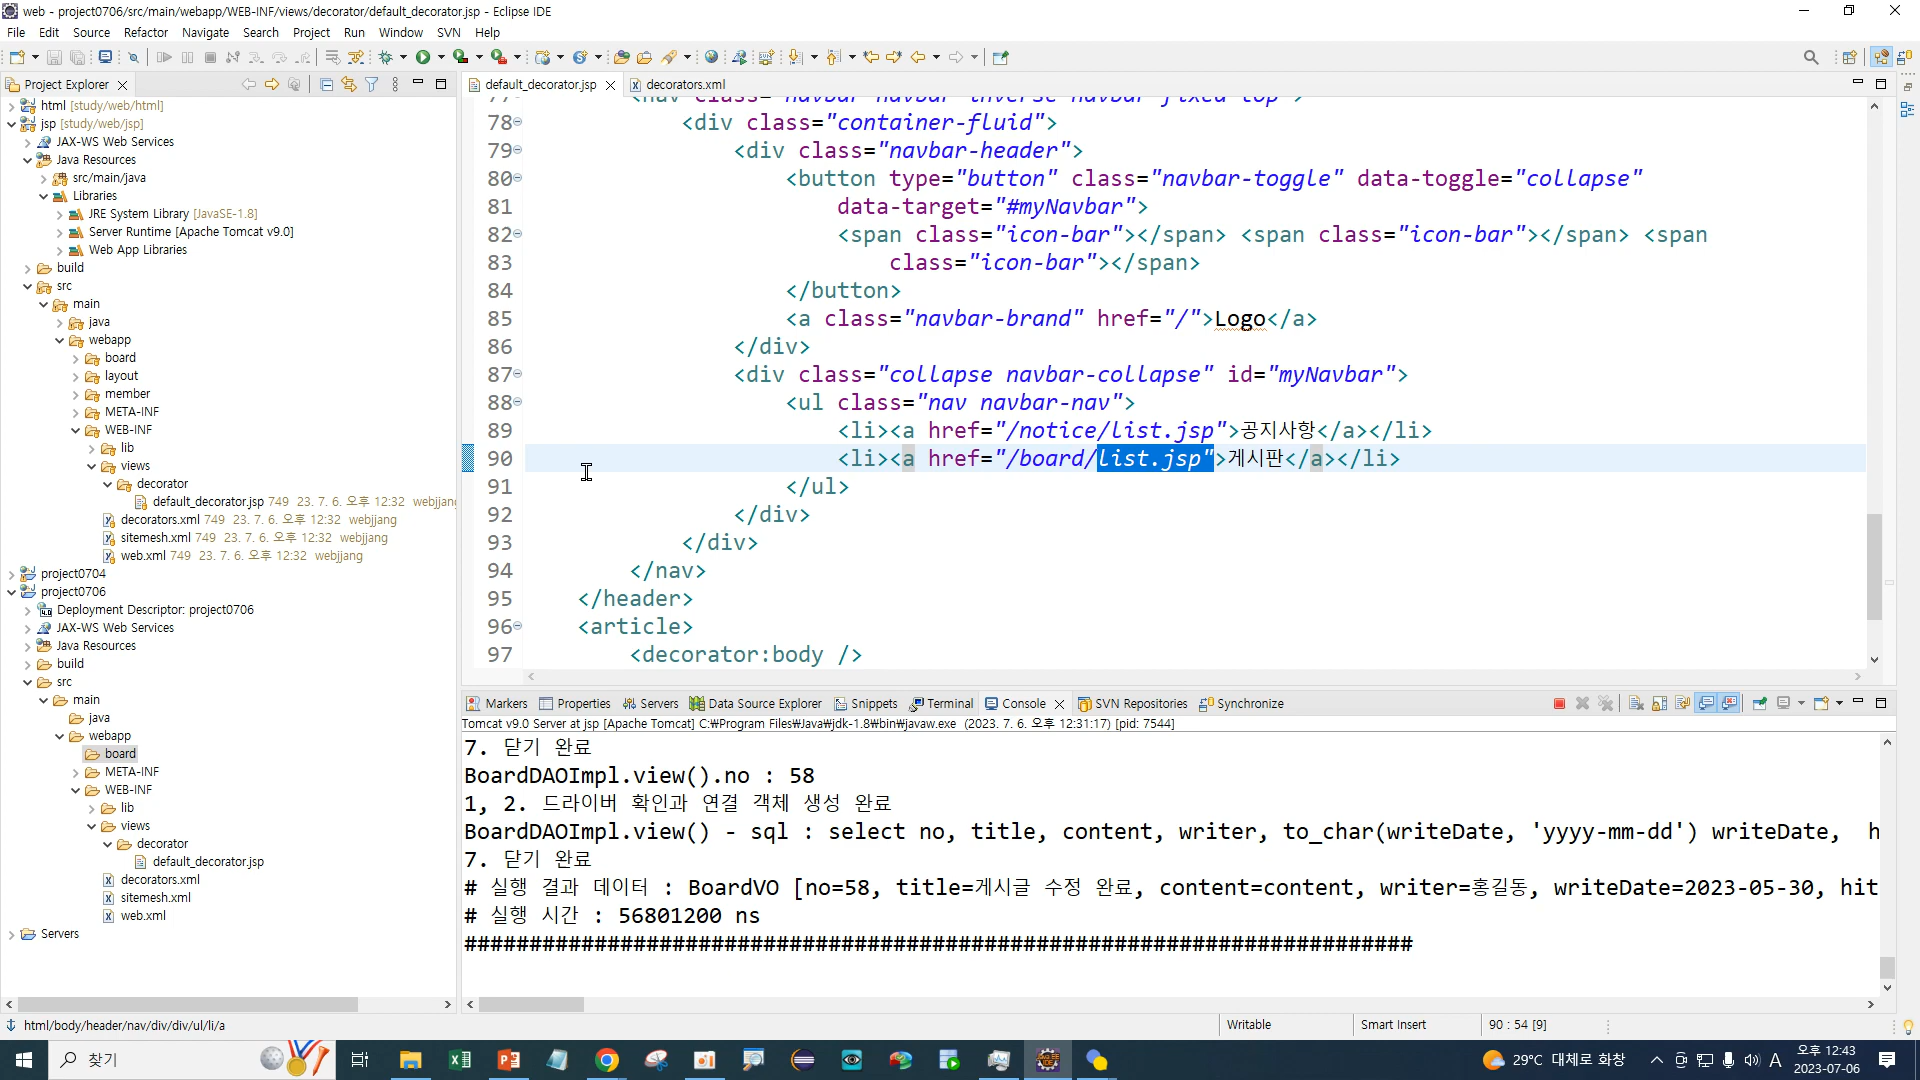 web - project0706/src/main/webapp/WEB-INF/views/decorator/default_decorator.jsp - Eclipse IDE
File Edit Source Refactor Navigate Search Project Run Window SVN Help
Project Explorer
html [study/web/html]
jsp [study/web/jsp]
JAX-WS Web Services
Java Resources
src/main/java
Libraries
JRE System Library [JavaSE-1.8]
Server Runtime [Apache Tomcat v9.0]
Web App Libraries
build
src
main
java
webapp
board
layout
member
META-INF
WEB-INF
lib
views
decorator
default_decorator.jsp 749 23. 7. 6. 오후 12:32 webjjang
decorators.xml 749 23. 7. 6. 오후 12:32 webjjang
sitemesh.xml 749 23. 7. 6. 오후 12:32 webjjang
web.xml 749 23. 7. 6. 오후 12:32 webjjang
project0704
project0706
Deployment Descriptor: project0706
JAX-WS Web Services
Java Resources
build
src
main
java
webapp
board
META-INF
WEB-INF
lib
views
decorator
default_decorator.jsp
decorators.xml
sitemesh.xml
web.xml
Servers
default_decorator.jsp decorators.xml
77 <nav class="navbar navbar-inverse navbar-fixed-top">
78 <div class="container-fluid">
79 <div class="navbar-header">
80 <button type="button" class="navbar-toggle" data-toggle="collapse"
81 data-target="#myNavbar">
82 <span class="icon-bar"></span> <span class="icon-bar"></span> <span
83 class="icon-bar"></span>
84 </button>
85 <a class="navbar-brand" href="/">Logo</a>
86 </div>
87 <div class="collapse navbar-collapse" id="myNavbar">
88 <ul class="nav navbar-nav">
89 <li><a href="/notice/list.jsp">공지사항</a></li>
90 <li><a href="/board/list.jsp">게시판</a></li>
91 </ul>
92 </div>
93 </div>
94 </nav>
95 </header>
96 <article>
97 <decorator:body />
Markers Properties Servers Data Source Explorer Snippets Terminal Console SVN Repositories Synchronize
Tomcat v9.0 Server at jsp [Apache Tomcat] C:₩Program Files₩Java₩jdk-1.8₩bin₩javaw.exe (2023. 7. 6. 오후 12:31:17) [pid: 7544]
7. 닫기 완료
BoardDAOImpl.view().no : 58
1, 2. 드라이버 확인과 연결 객체 생성 완료
BoardDAOImpl.view() - sql : select no, title, content, writer, to_char(writeDate, 'yyyy-mm-dd') writeDate, h
7. 닫기 완료
# 실행 결과 데이터 : BoardVO [no=58, title=게시글 수정 완료, content=content, writer=홍길동, writeDate=2023-05-30, hit
# 실행 시간 : 56801200 ns
#########################################################################
html/body/header/nav/div/div/ul/li/a
Writable Smart Insert 90 : 54 [9]
찾기
29°C 대체로 화창
A
오후 12:43
2023-07-06